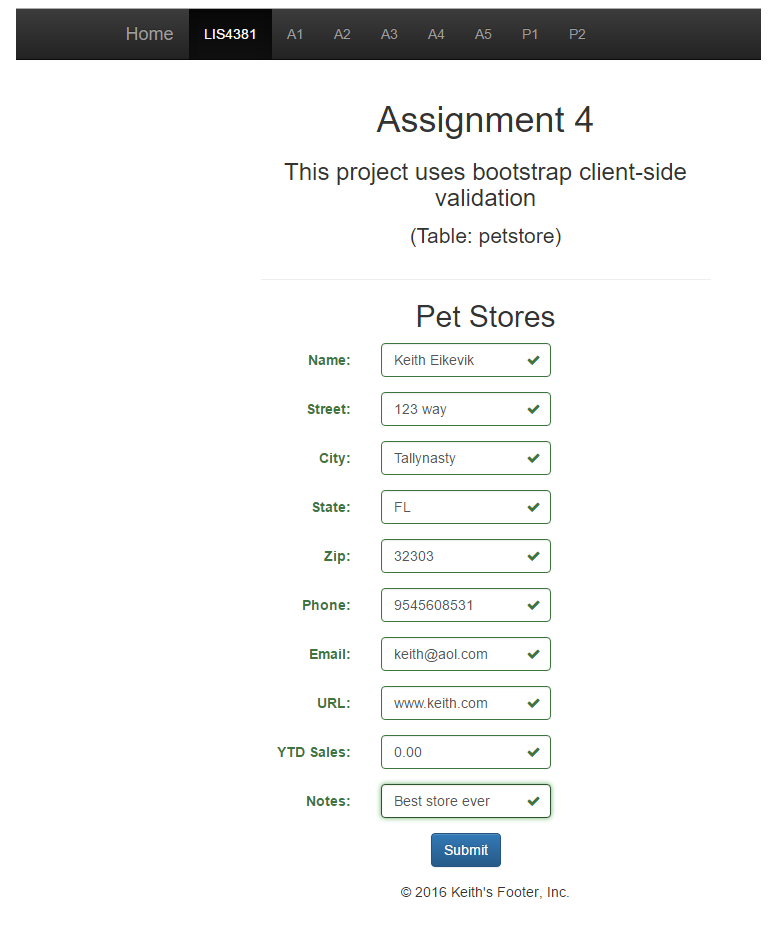 Home LIS4381 A1 A2 A3 A4 A5 P1 P2
Assignment 4
This project uses bootstrap client-side
validation
(Table: petstore)
Pet Stores
Name: Keith Eikevik
Street: 123 way
City: Tallynasty
State: FL
Zip: 32303
Phone: 9545608531
Email: keith@aol.com
URL: www.keith.com
YTD Sales: 0.00
Notes: Best store ever
Submit
© 2016 Keith's Footer, Inc.